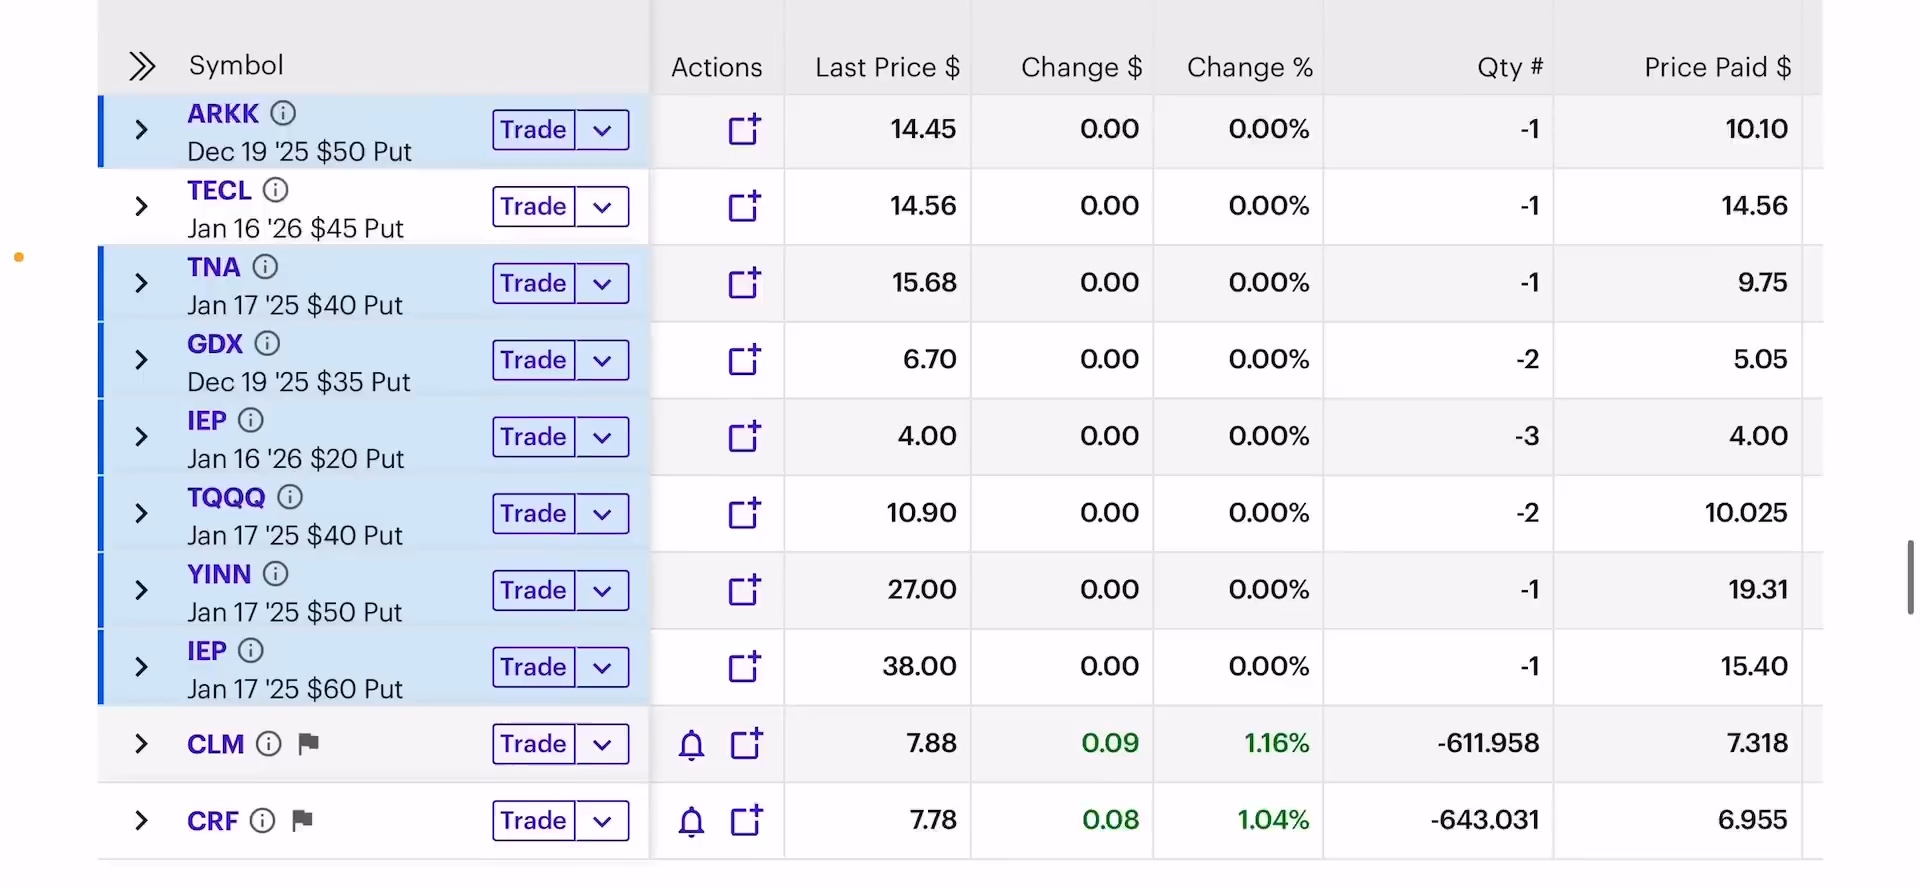 Symbol Actions Last Price $ Change $ Change % Qty # Price Paid $
ARKK Trade 14.45 0.00 0.00% -1 10.10
Dec 19 '25 $50 Put
TECL Trade 14.56 0.00 0.00% -1 14.56
Jan 16 '26 $45 Put
TNA Trade 15.68 0.00 0.00% -1 9.75
Jan 17 '25 $40 Put
GDX Trade 6.70 0.00 0.00% -2 5.05
Dec 19 '25 $35 Put
IEP Trade 4.00 0.00 0.00% -3 4.00
Jan 16 '26 $20 Put
TQQQ Trade 10.90 0.00 0.00% -2 10.025
Jan 17 '25 $40 Put
YINN Trade 27.00 0.00 0.00% -1 19.31
Jan 17 '25 $50 Put
IEP Trade 38.00 0.00 0.00% -1 15.40
Jan 17 '25 $60 Put
CLM Trade 7.88 0.09 1.16% -611.958 7.318
CRF Trade 7.78 0.08 1.04% -643.031 6.955